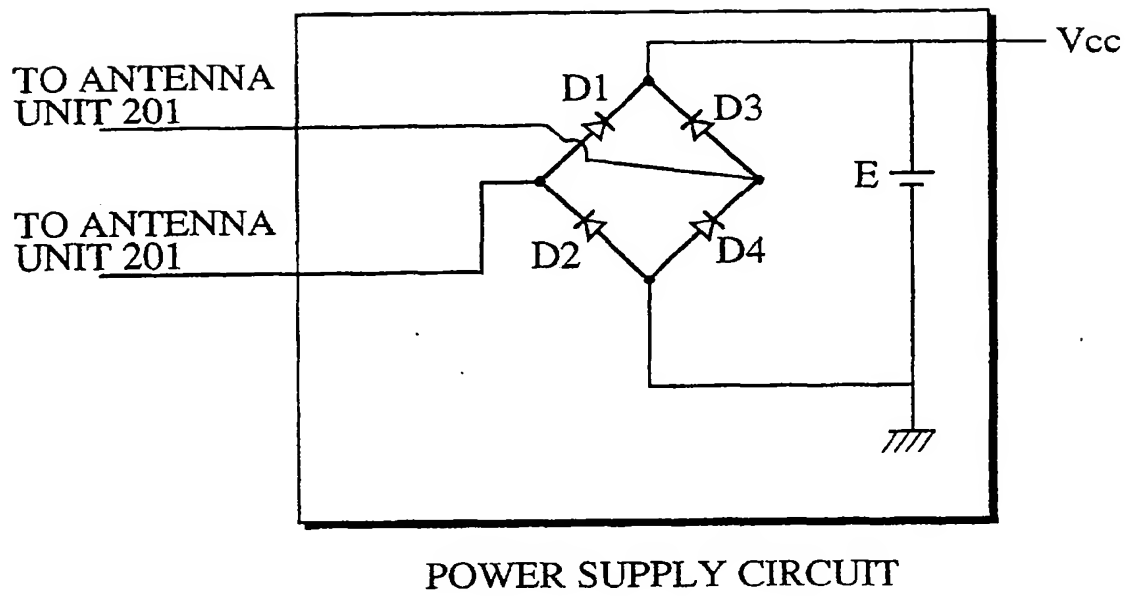 Vcc
TO ANTENNA
UNIT 201
D1
D3
E
TO ANTENNA
UNIT 201
D2
D4
POWER SUPPLY CIRCUIT